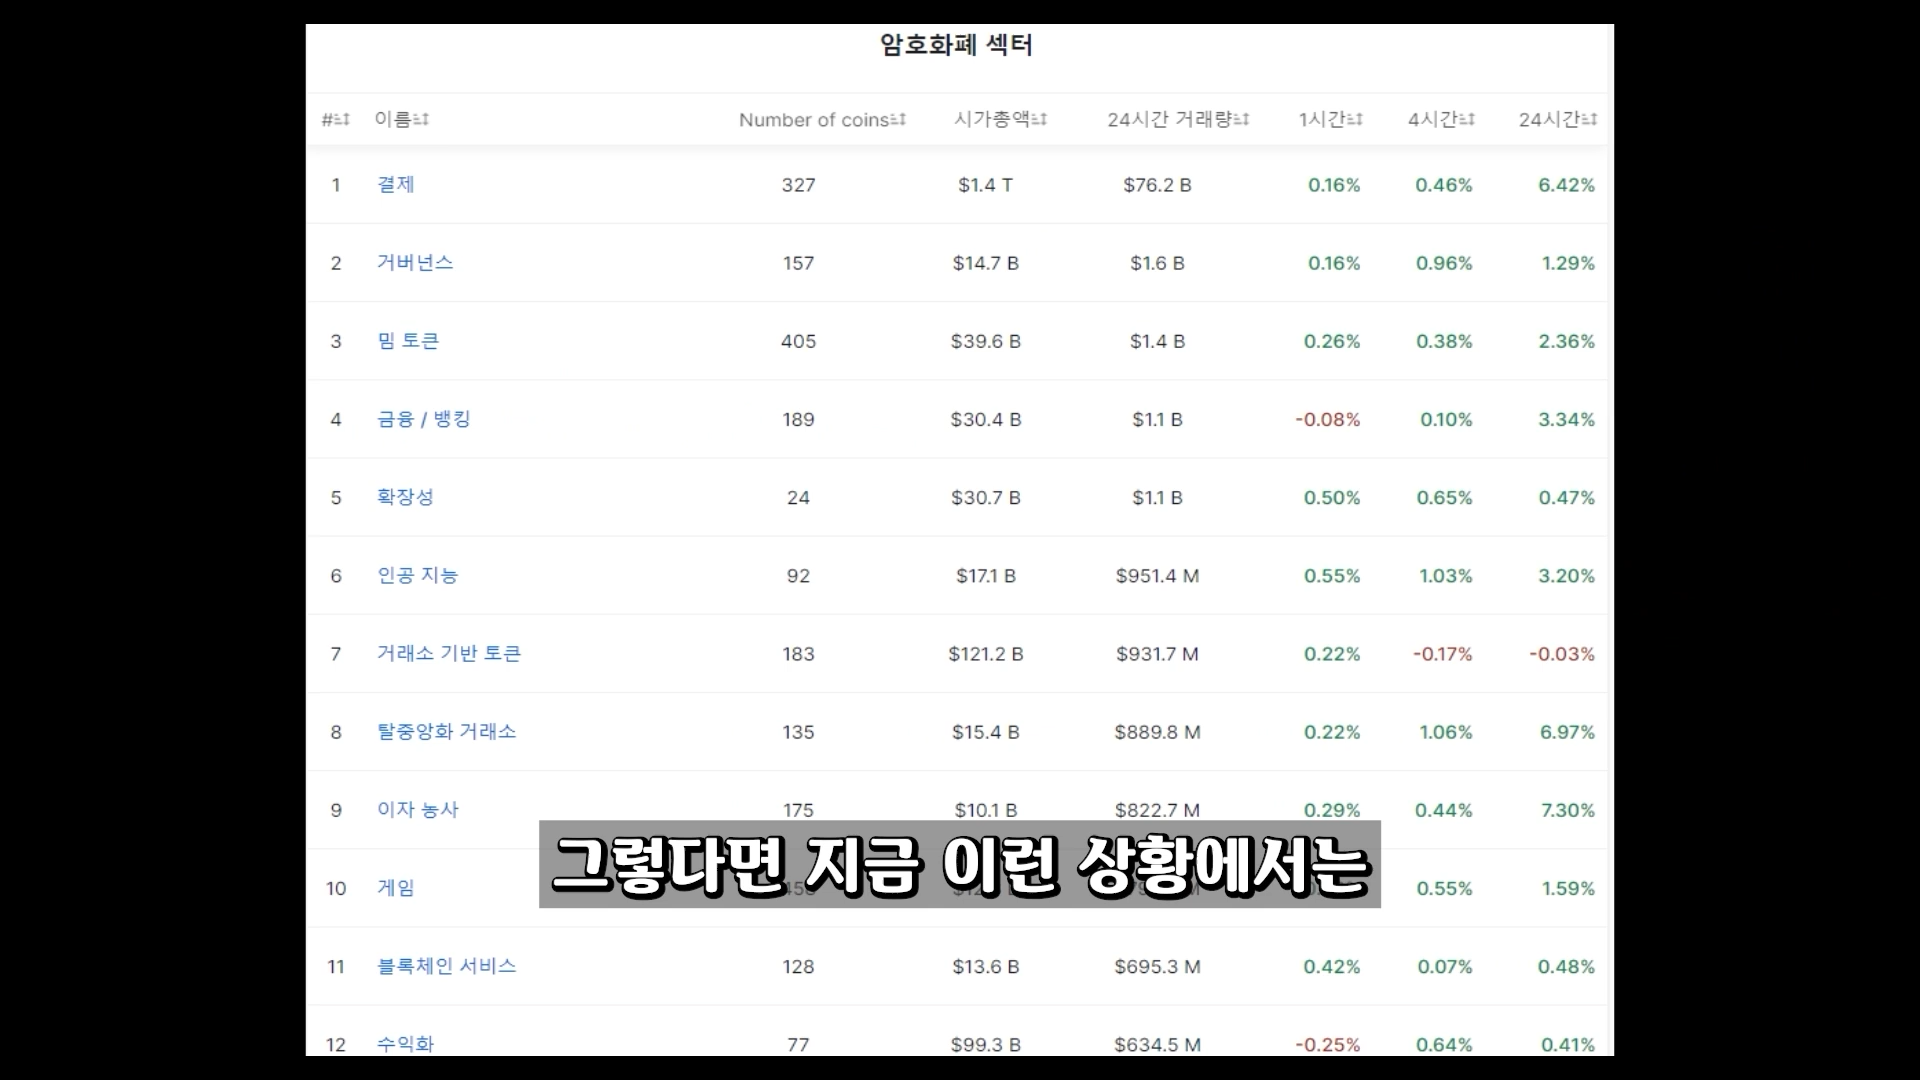 암호화폐 섹터
# 이름 Number of coins 시가총액 24시간 거래량 1시간 4시간 24시간
1 결제 327 $1.4 T $76.2 B 0.16% 0.46% 6.42%
2 거버넌스 157 $14.7 B $1.6 B 0.16% 0.96% 1.29%
3 밈 토큰 405 $39.6 B $1.4 B 0.26% 0.38% 2.36%
4 금융 / 뱅킹 189 $30.4 B $1.1 B -0.08% 0.10% 3.34%
5 확장성 24 $30.7 B $1.1 B 0.50% 0.65% 0.47%
6 인공 지능 92 $17.1 B $951.4 M 0.55% 1.03% 3.20%
7 거래소 기반 토큰 183 $121.2 B $931.7 M 0.22% -0.17% -0.03%
8 탈중앙화 거래소 135 $15.4 B $889.8 M 0.22% 1.06% 6.97%
9 이자 농사 175 $10.1 B $822.7 M 0.29% 0.44% 7.30%
그렇다면 지금 이런 상황에서는
10 게임 0.55% 1.59%
11 블록체인 서비스 128 $13.6 B $695.3 M 0.42% 0.07% 0.48%
12 수익화 77 $99.3 B $634.5 M -0.25% 0.64% 0.41%